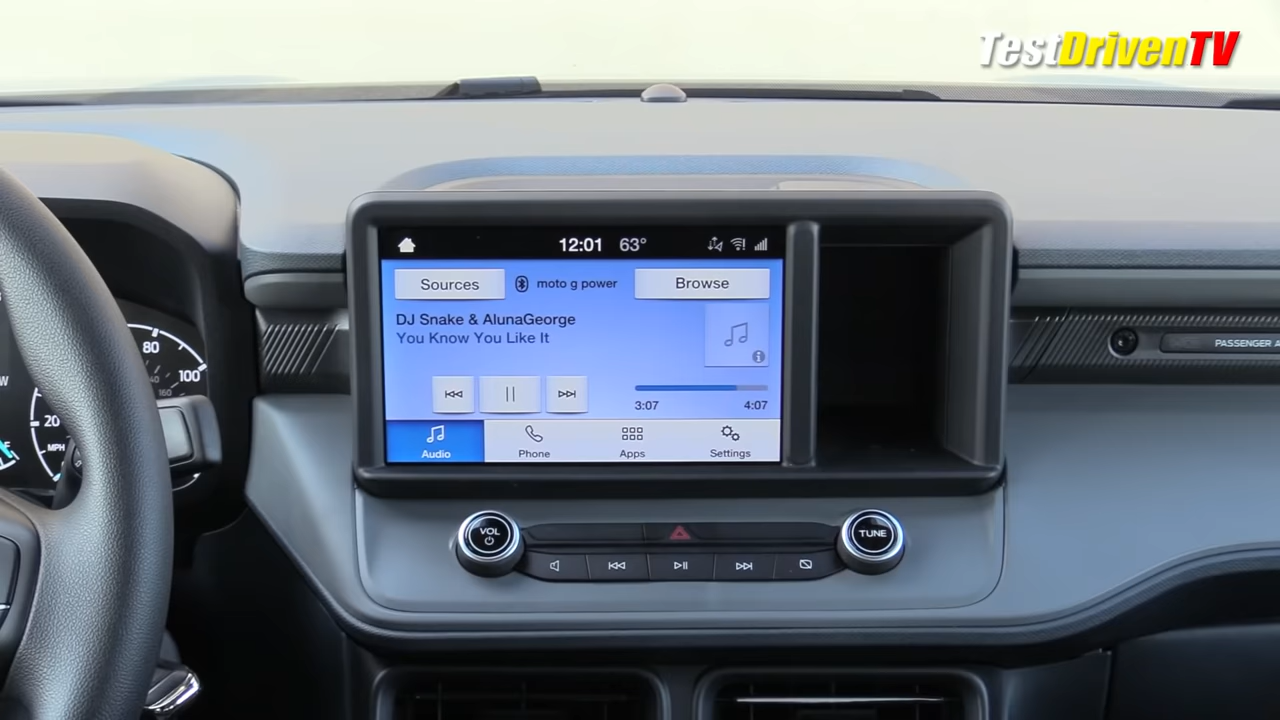 TestDrivenTV
12:01 63°
Sources moto g power Browse
DJ Snake & AlunaGeorge
You Know You Like It
3:07 4:07
Audio Phone Apps Settings
80
100
160
20
MPH
PASSENGER A
VOL
TUNE